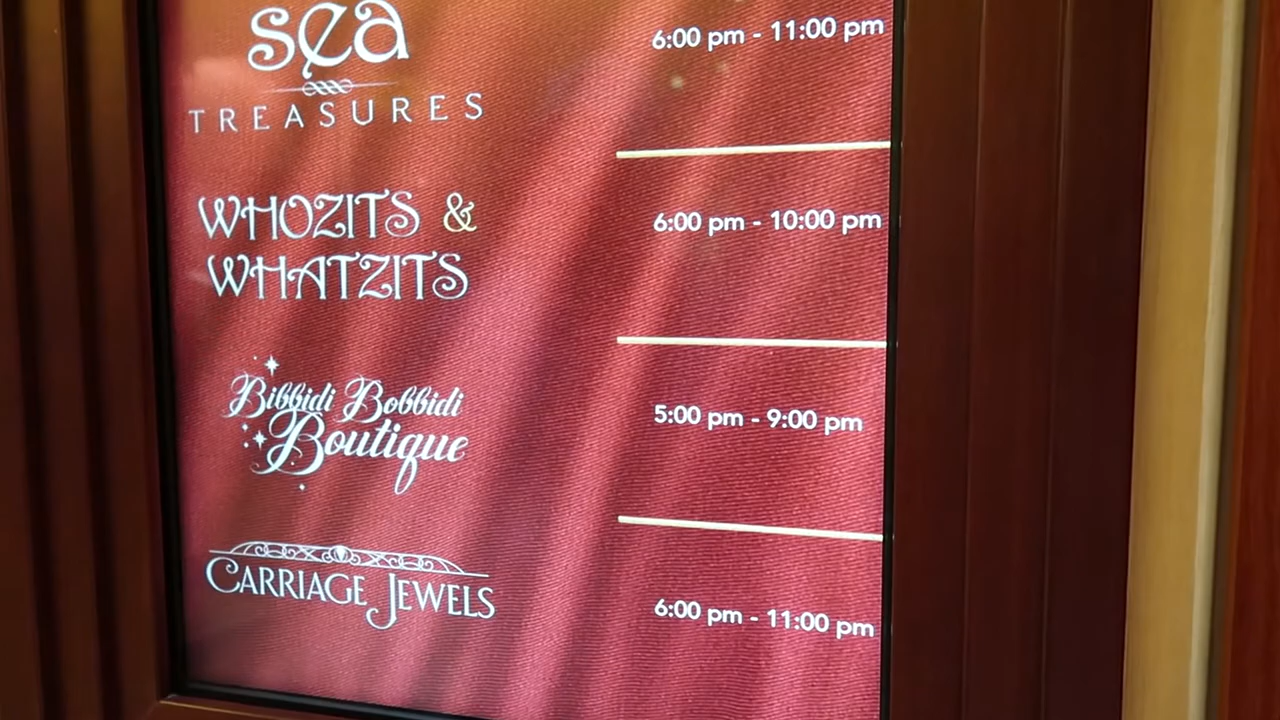 sea
TREASURES
6:00 pm - 11:00 pm
WHOZITS &
WHATZITS
6:00 pm - 10:00 pm
Bibbidi Bobbidi
Boutique
5:00 pm - 9:00 pm
CARRIAGE JEWELS
6:00 pm - 11:00 pm